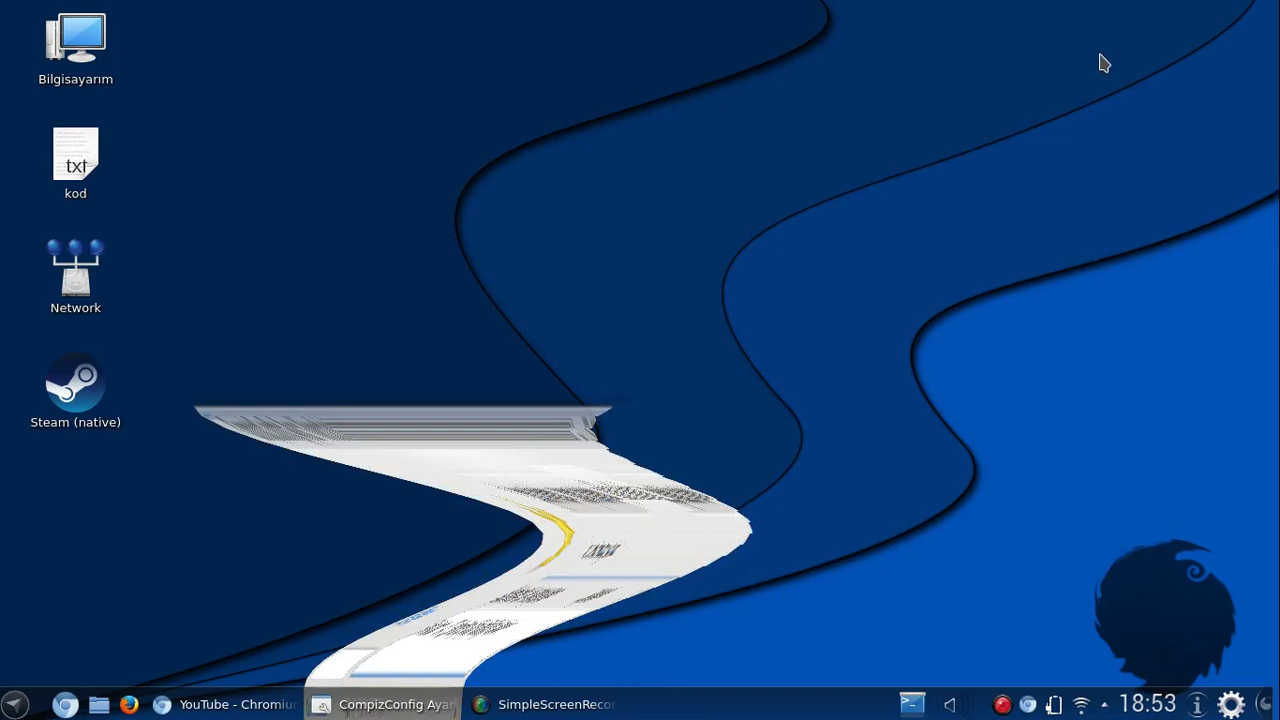 Bilgisayarım
txt
kod
Network
Steam (native)
YouTube - Chromiu
CompizConfig Ayar
SimpleScreenReco
18:53